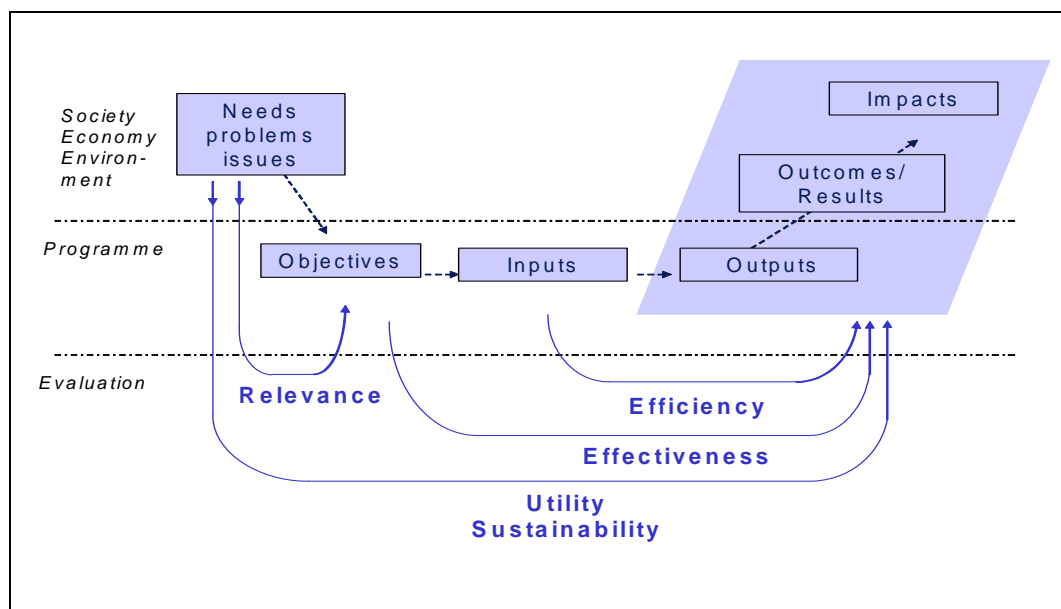 Society
Economy
Environ-
ment
Needs
problems
issues
Impacts
Outcomes/
Results
Programme
Objectives
Inputs
Outputs
Evaluation
Relevance
Efficiency
Effectiveness
Utility
Sustainability